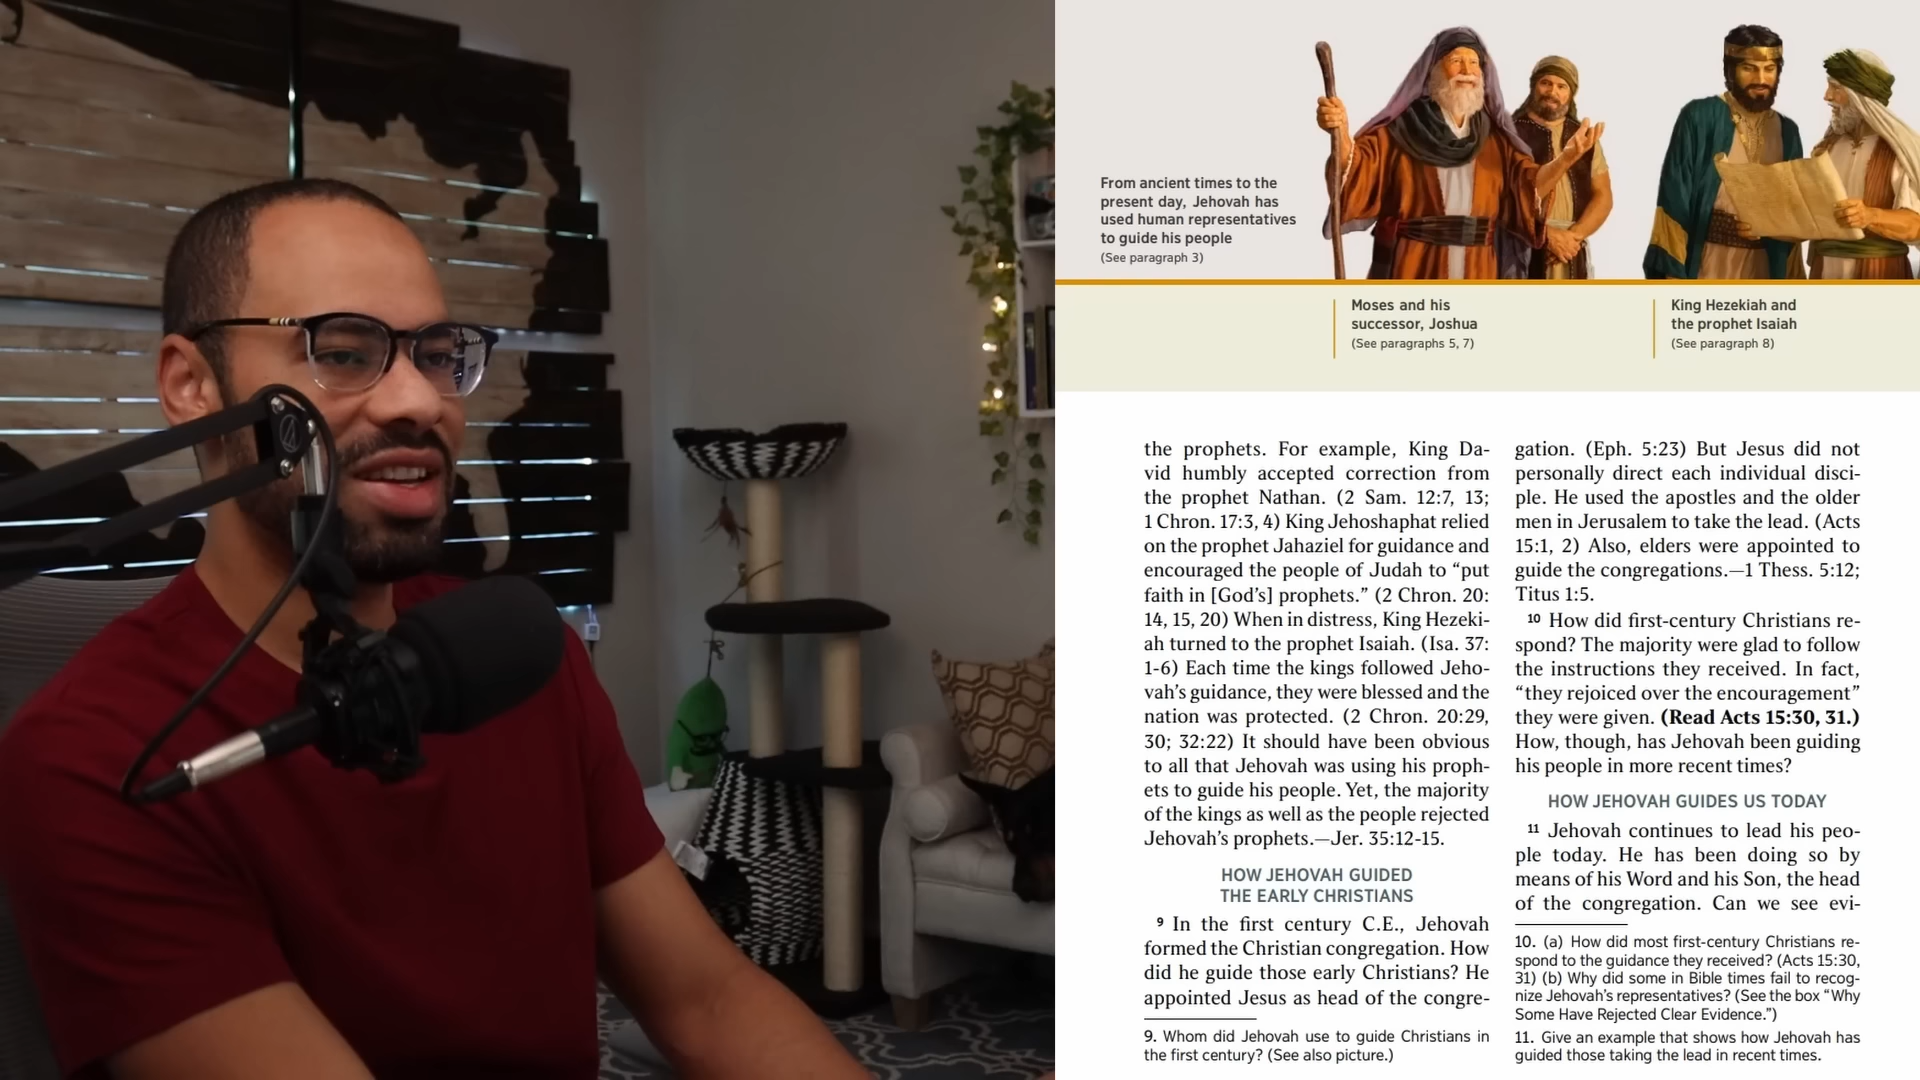 From ancient times to the
present day, Jehovah has
used human representatives
to guide his people
(See paragraph 3)
Moses and his
successor, Joshua
(See paragraphs 5, 7)
King Hezekiah and
the prophet Isaiah
(See paragraph 8)
the prophets. For example, King Da-
vid humbly accepted correction from
the prophet Nathan. (2 Sam. 12:7, 13;
1 Chron. 17:3, 4) King Jehoshaphat relied
on the prophet Jahaziel for guidance and
encouraged the people of Judah to “put
faith in [God’s] prophets.” (2 Chron. 20:
14, 15, 20) When in distress, King Hezeki-
ah turned to the prophet Isaiah. (Isa. 37:
1-6) Each time the kings followed Jeho-
vah’s guidance, they were blessed and the
nation was protected. (2 Chron. 20:29,
30; 32:22) It should have been obvious
to all that Jehovah was using his proph-
ets to guide his people. Yet, the majority
of the kings as well as the people rejected
Jehovah’s prophets.—Jer. 35:12-15.
HOW JEHOVAH GUIDED
THE EARLY CHRISTIANS
9 In the first century C.E., Jehovah
formed the Christian congregation. How
did he guide those early Christians? He
appointed Jesus as head of the congre-
9. Whom did Jehovah use to guide Christians in
the first century? (See also picture.)
gation. (Eph. 5:23) But Jesus did not
personally direct each individual disci-
ple. He used the apostles and the older
men in Jerusalem to take the lead. (Acts
15:1, 2) Also, elders were appointed to
guide the congregations.—1 Thess. 5:12;
Titus 1:5.
10 How did first-century Christians re-
spond? The majority were glad to follow
the instructions they received. In fact,
“they rejoiced over the encouragement”
they were given. (Read Acts 15:30, 31.)
How, though, has Jehovah been guiding
his people in more recent times?
HOW JEHOVAH GUIDES US TODAY
11 Jehovah continues to lead his peo-
ple today. He has been doing so by
means of his Word and his Son, the head
of the congregation. Can we see evi-
10. (a) How did most first-century Christians re-
spond to the guidance they received? (Acts 15:30,
31) (b) Why did some in Bible times fail to recog-
nize Jehovah’s representatives? (See the box “Why
Some Have Rejected Clear Evidence.”)
11. Give an example that shows how Jehovah has
guided those taking the lead in recent times.